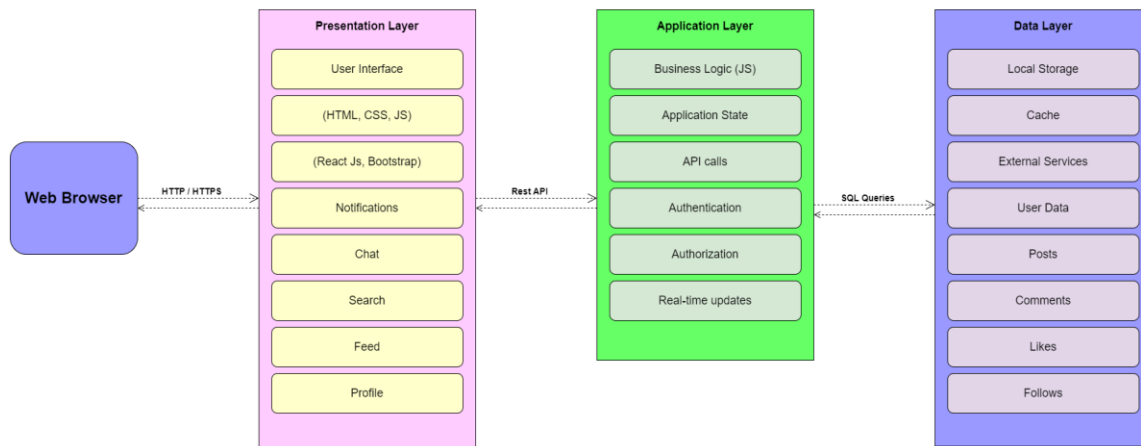 Web Browser
HTTP / HTTPS
Presentation Layer
User Interface
(HTML, CSS, JS)
(React Js, Bootstrap)
Notifications
Chat
Search
Feed
Profile
Rest API
Application Layer
Business Logic (JS)
Application State
API calls
Authentication
Authorization
Real-time updates
SQL Queries
Data Layer
Local Storage
Cache
External Services
User Data
Posts
Comments
Likes
Follows